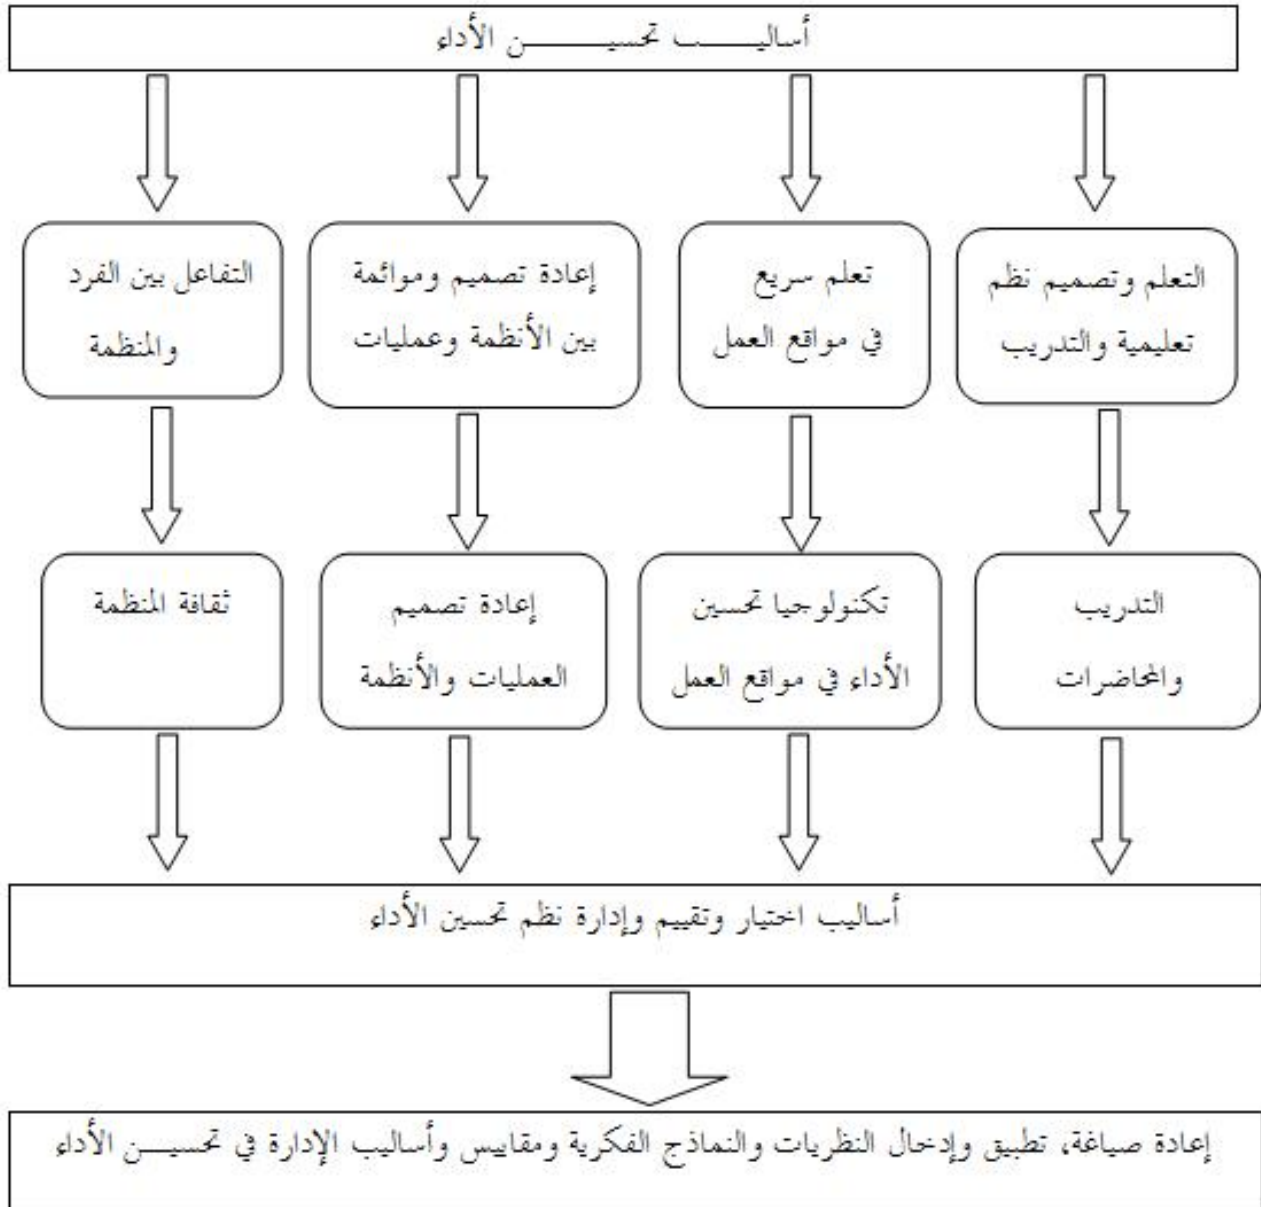 أساليب تحسين الأداء
التعلم وتصميم نظم
تعليمية والتدريب
تعلم سريع
في مواقع العمل
إعادة تصميم وموائمة
بين الأنظمة وعمليات
التفاعل بين الفرد
والمنظمة
التدريب
والمحاضرات
تكنولوجيا تحسين
الأداء في مواقع العمل
إعادة تصميم
العمليات والأنظمة
ثقافة المنظمة
أساليب اختيار وتقييم وإدارة نظم تحسين الأداء
إعادة صياغة، تطبيق وإدخال النظريات والنماذج الفكرية ومقاييس وأساليب الإدارة في تحسين الأداء